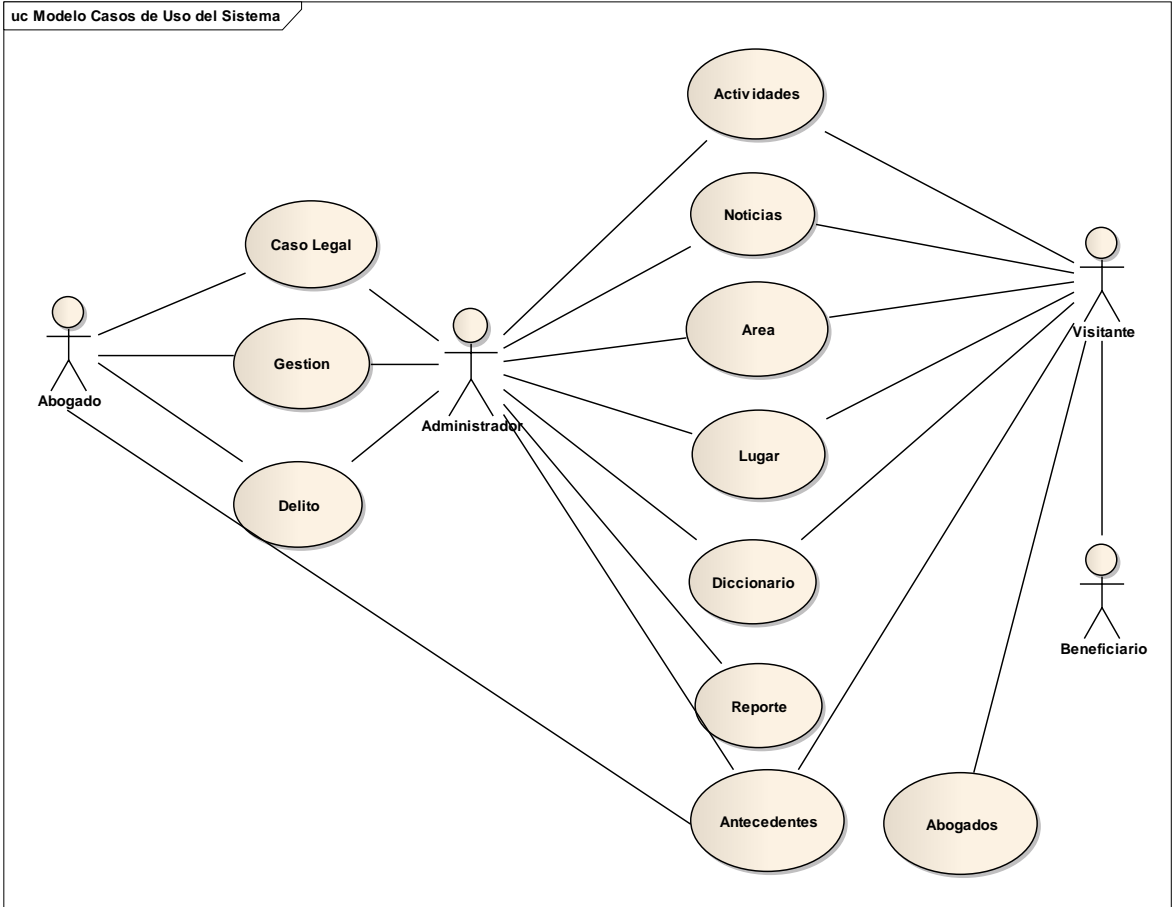 uc Modelo Casos de Uso del Sistema
Actividades
Noticias
Caso Legal
Area
Visitante
Gestion
Abogado
Administrador
Lugar
Delito
Diccionario
Beneficiario
Reporte
Antecedentes
Abogados